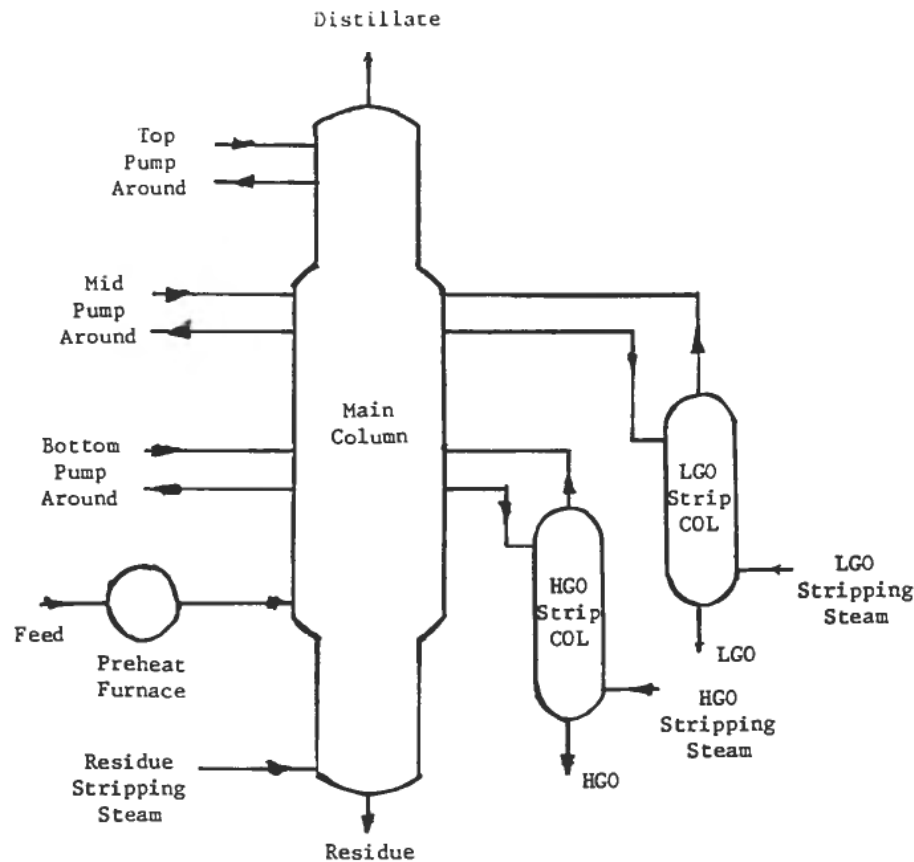 Distillate
Top
Pump
Around
Mid
Pump
Around
Main
Column
Bottom
Pump
Around
LGO
Strip
COL
HGO
Strip
COL
LGO
Stripping
Steam
Feed
Preheat
Furnace
LGO
HGO
Stripping
Steam
Residue
Stripping
Steam
HGO
Residue